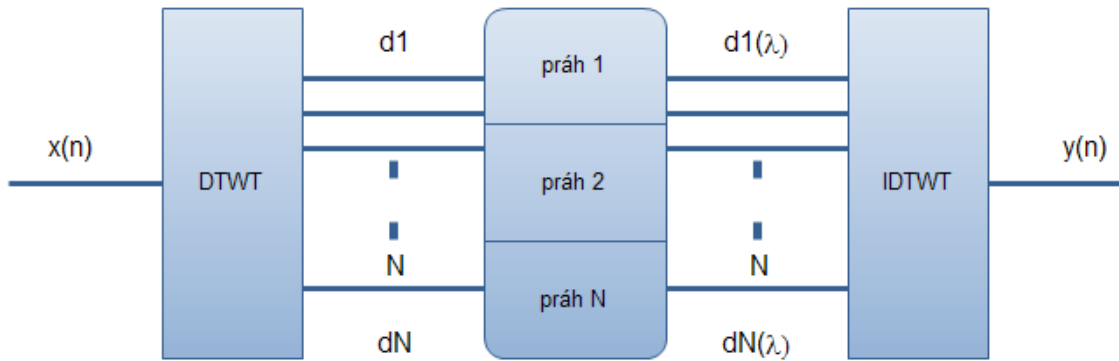 d1
d1(λ)
práh 1
x(n)
y(n)
DTWT
práh 2
IDTWT
N
N
práh N
dN
dN(λ)